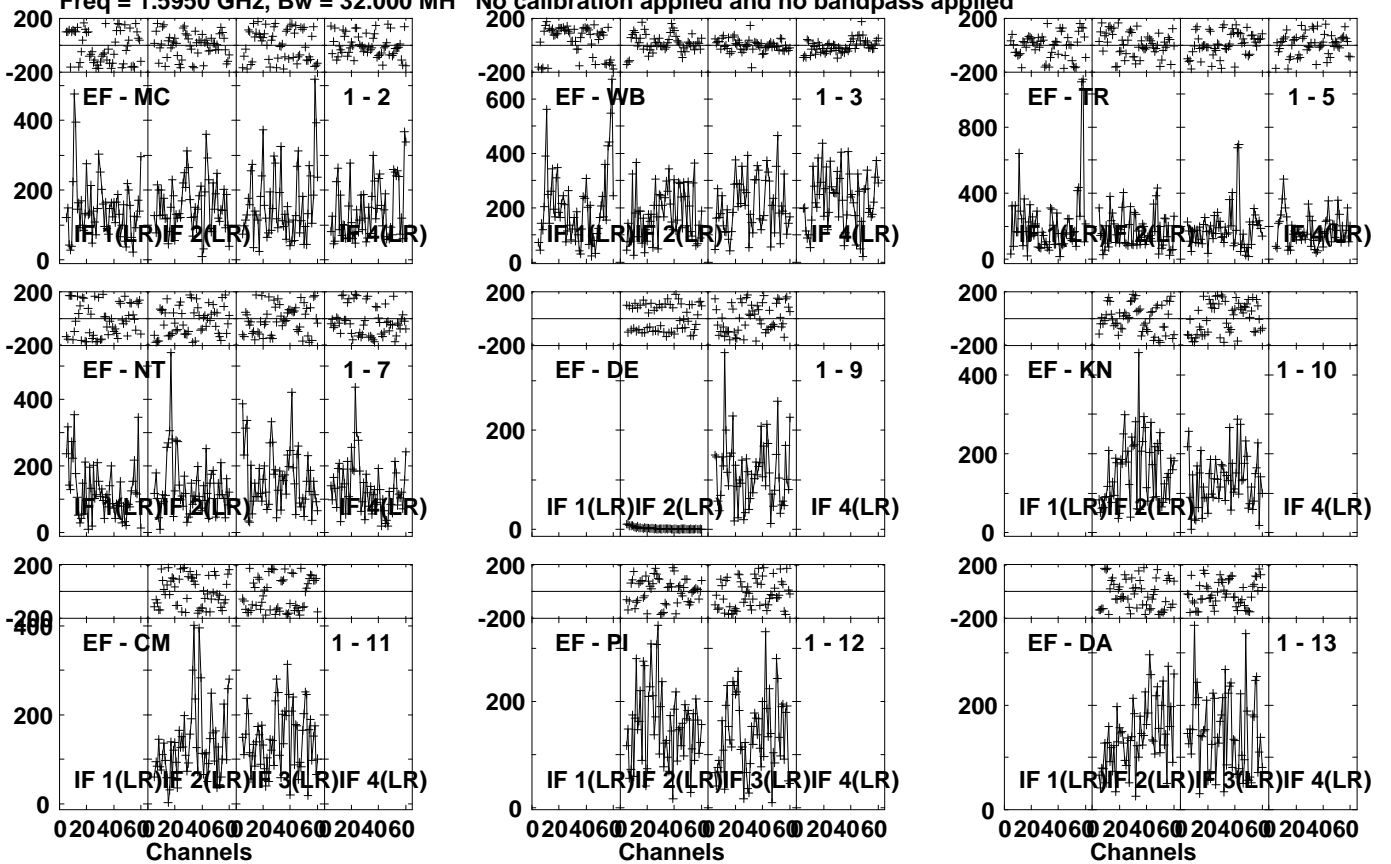 Freq = 1.5950 GHz, Bw = 32.000 MH No calibration applied and no bandpass applied
200 200 200
-200 -200 -200
EF - MC 1 - 2 EF - WB 1 - 3 EF - TR 1 - 5
400 600 800
200 400 400
0 200 0
0
IF 1(LR) IF 2(LR) IF 4(LR) IF 1(LR) IF 2(LR) IF 4(LR) IF 1(LR) IF 2(LR) IF 4(LR)
200 200 200
-200 -200 -200
EF - NT 1 - 7 EF - DE 1 - 9 EF - KN 1 - 10
400 200 400
200 0 200
0 0
IF 1(LR) IF 2(LR) IF 4(LR) IF 1(LR) IF 2(LR) IF 4(LR) IF 1(LR) IF 2(LR) IF 4(LR)
200 200 200
-200 -200 -200
400
EF - CM 1 - 11 EF - PI 1 - 12 EF - DA 1 - 13
200 200 200
IF 1(LR) IF 2(LR) IF 3(LR) IF 4(LR) IF 1(LR) IF 2(LR) IF 3(LR) IF 4(LR) IF 1(LR) IF 2(LR) IF 3(LR) IF 4(LR)
0 0 0
0 20 40 60 0 20 40 60 0 20 40 60 0 20 40 60 0 20 40 60 0 20 40 60 0 20 40 60 0 20 40 60 0 20 40 60 0 20 40 60 0 20 40 60 0 20 40 60
Channels Channels Channels